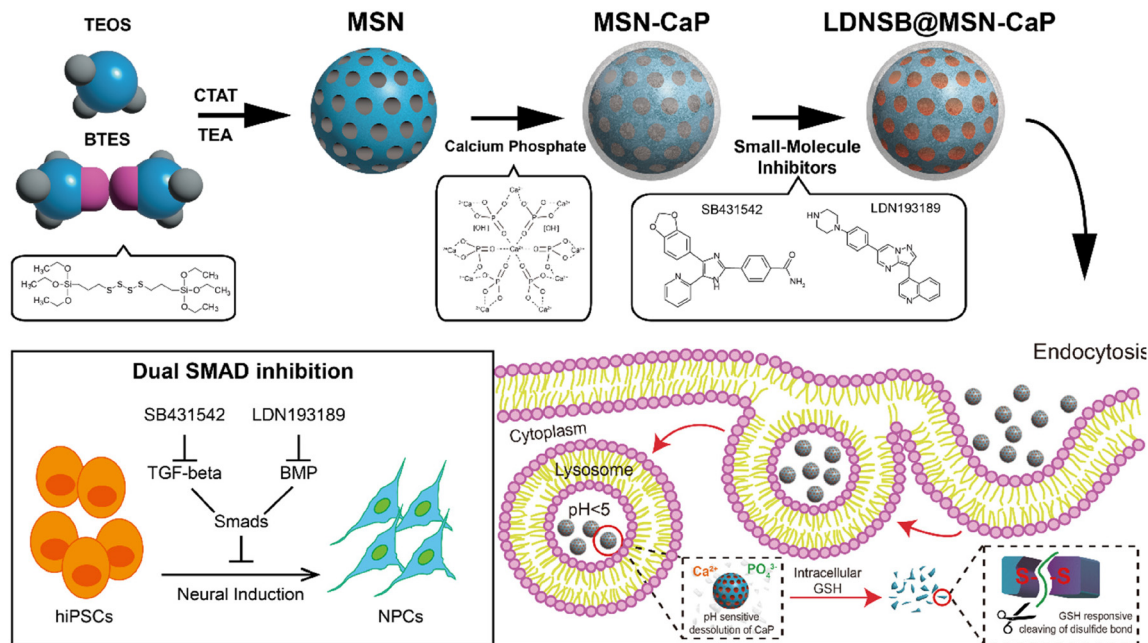 TEOS
BTES
CTAT
TEA
MSN
MSN-CaP
LDNSB@MSN-CaP
Calcium Phosphate
Small-Molecule
Inhibitors
SB431542
LDN193189
Dual SMAD inhibition
SB431542
LDN193189
TGF-beta
BMP
Smads
Neural Induction
hiPSCs
NPCs
Endocytosis
Cytoplasm
Lysosome
pH<5
Ca²⁺
PO₄³⁻
pH sensitive
dessolution of CaP
Intracellular
GSH
S-
-S
GSH responsive
cleaving of disulfide bond